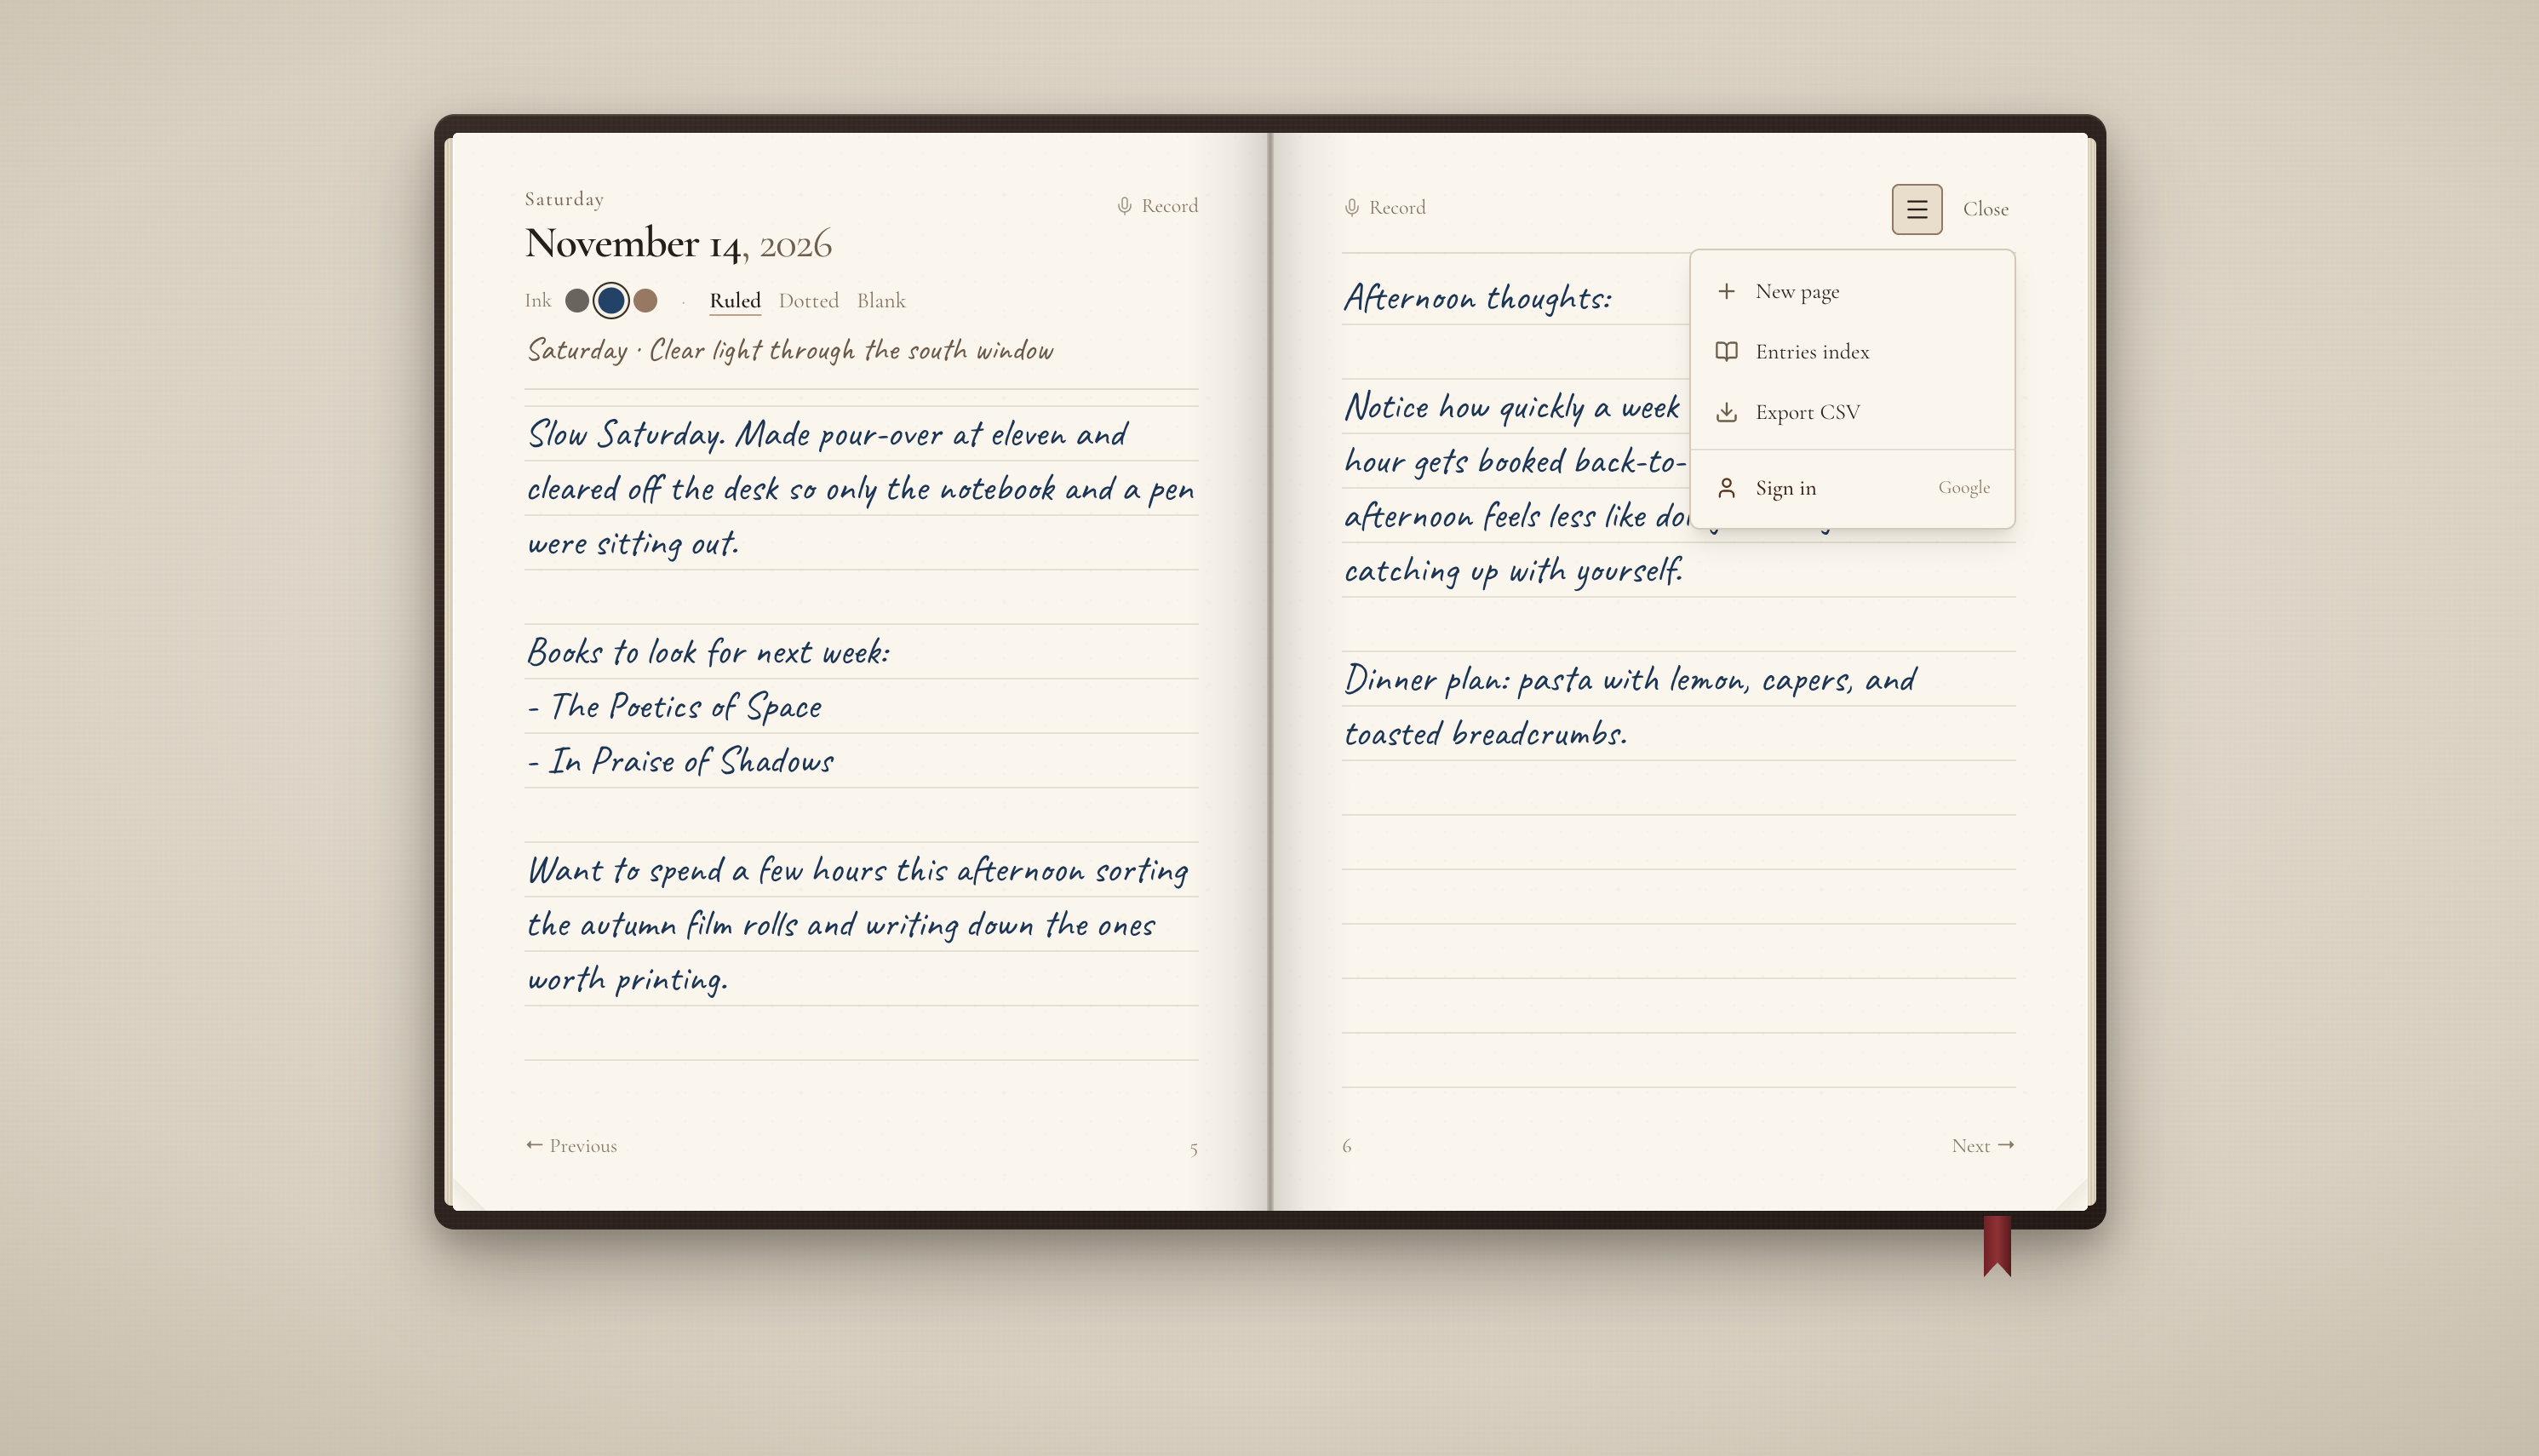 Saturday
Record
November 14, 2026
Ink · Ruled Dotted Blank
Saturday · Clear light through the south window
Slow Saturday. Made pour-over at eleven and
cleared off the desk so only the notebook and a pen
were sitting out.
Books to look for next week:
- The Poetics of Space
- In Praise of Shadows
Want to spend a few hours this afternoon sorting
the autumn film rolls and writing down the ones
worth printing.
← Previous
5
Record
Close
Afternoon thoughts:
Notice how quickly a week
hour gets booked back-to-
afternoon feels less like
catching up with yourself.
Dinner plan: pasta with lemon, capers, and
toasted breadcrumbs.
New page
Entries index
Export CSV
Sign in Google
6
Next →